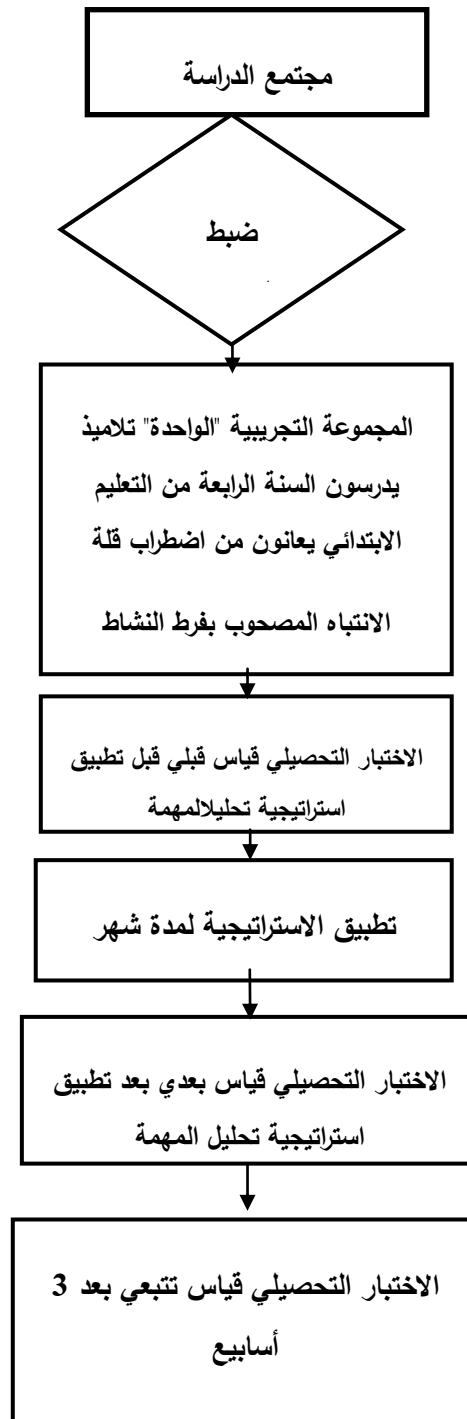 مجتمع الدراسة
ضبط
المجموعة التجريبية "الواحدة" تلاميذ
يدرسون السنة الرابعة من التعليم
الابتدائي يعانون من اضطراب قلة
الانتباه المصحوب بفرط النشاط
الاختبار التحصيلي قياس قبلي قبل تطبيق
استراتيجية تحليلالمهمة
تطبيق الاستراتيجية لمدة شهر
الاختبار التحصيلي قياس بعدي بعد تطبيق
استراتيجية تحليل المهمة
الاختبار التحصيلي قياس تتبعي بعد 3
أسابيع